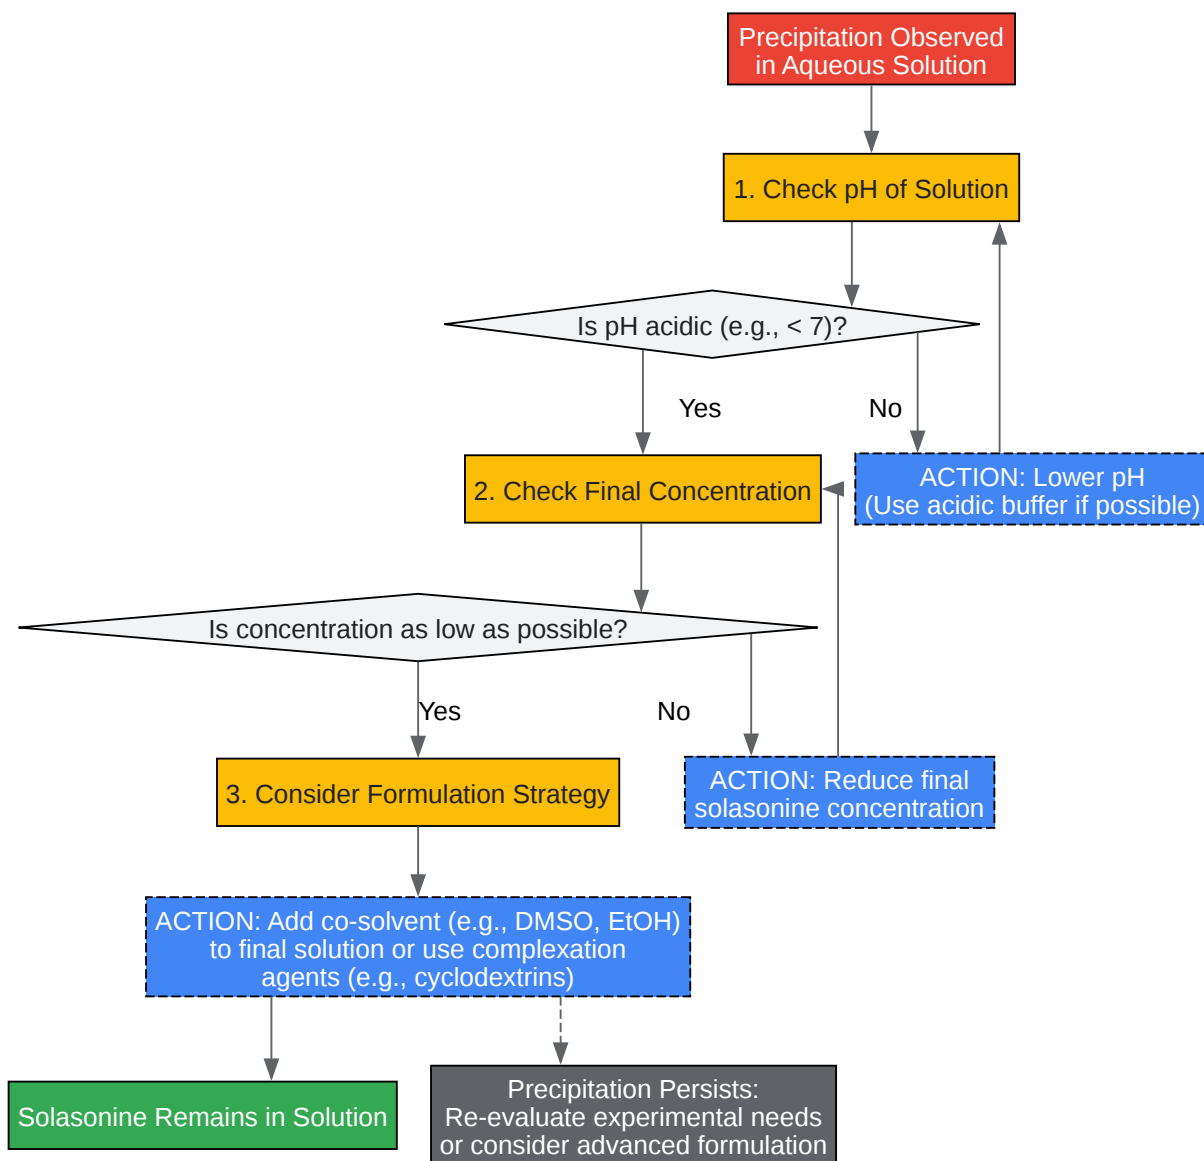 Precipitation Observed
in Aqueous Solution
1. Check pH of Solution
Is pH acidic (e.g., < 7)?
Yes
No
2. Check Final Concentration
ACTION: Lower pH
(Use acidic buffer if possible)
Is concentration as low as possible?
Yes
No
3. Consider Formulation Strategy
ACTION: Reduce final
solasonine concentration
ACTION: Add co-solvent (e.g., DMSO, EtOH)
to final solution or use complexation
agents (e.g., cyclodextrins)
Solasonine Remains in Solution
Precipitation Persists:
Re-evaluate experimental needs
or consider advanced formulation